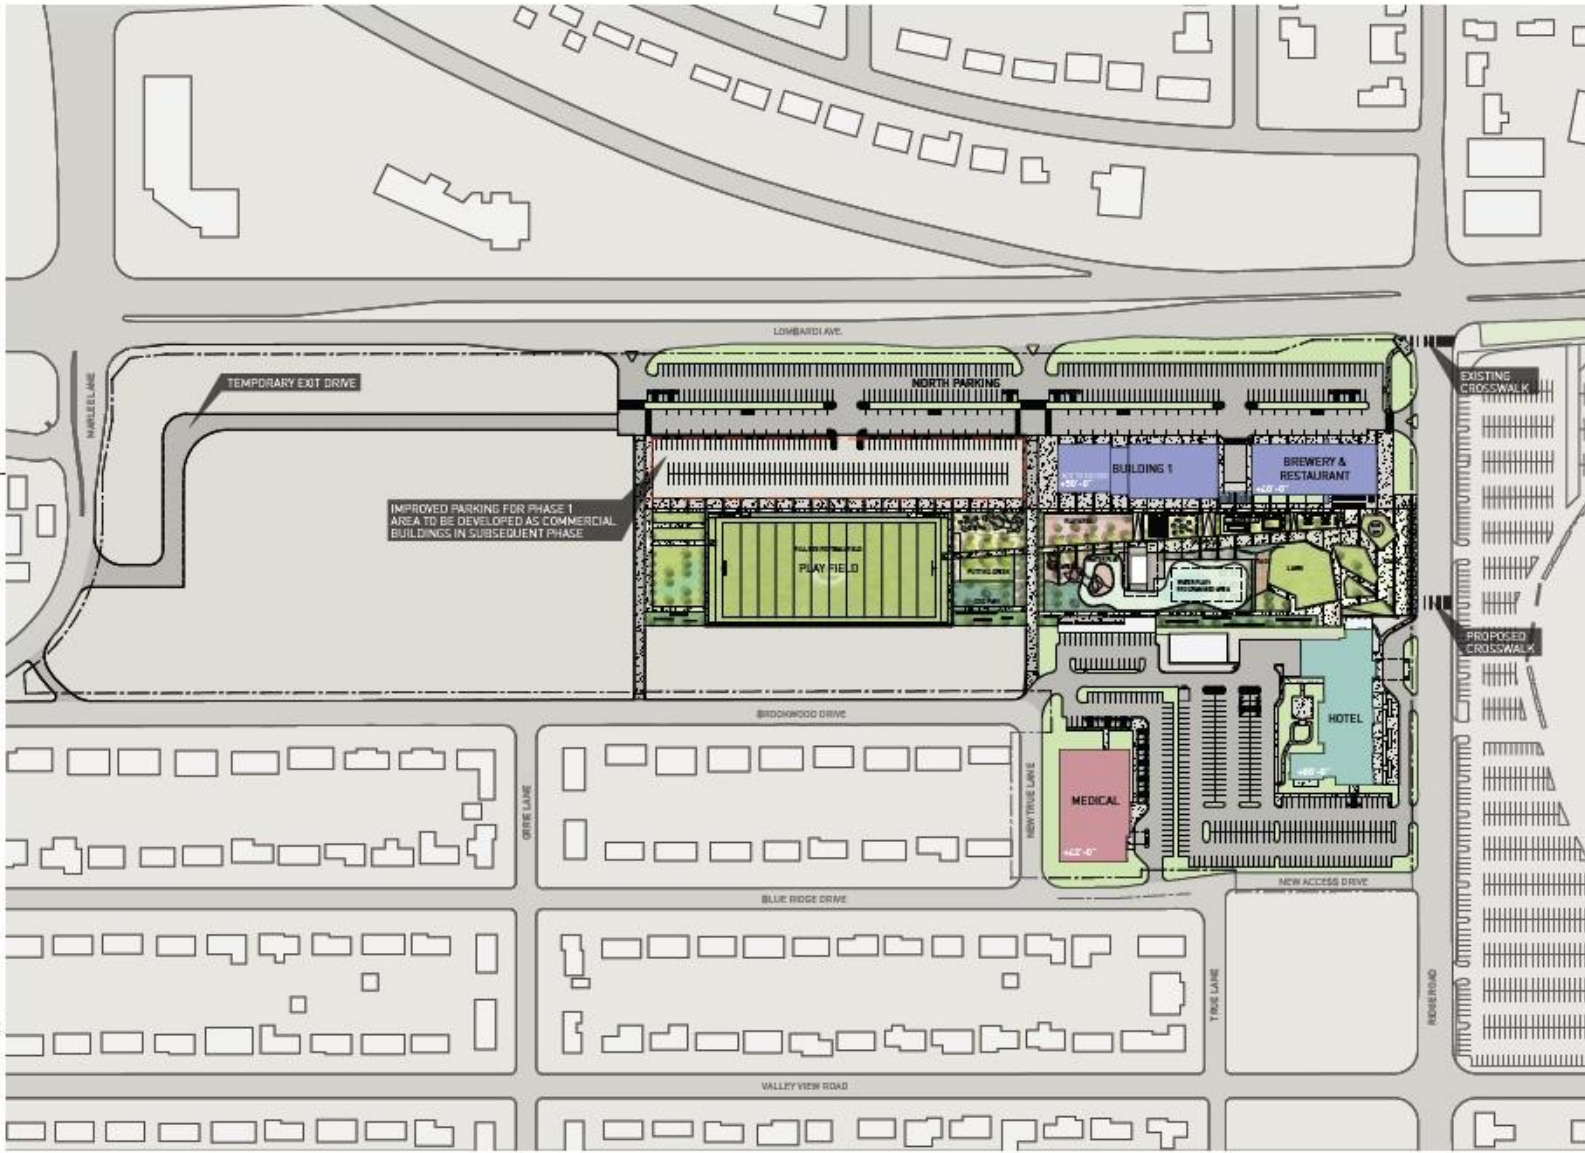 LOMBARDI AVE.
MARLEE LANE
TEMPORARY EXIT DRIVE
NORTH PARKING
EXISTING
CROSSWALK
BUILDING 1
BREWERY &
RESTAURANT
IMPROVED PARKING FOR PHASE 1
AREA TO BE DEVELOPED AS COMMERCIAL
BUILDINGS IN SUBSEQUENT PHASE
PLAY FIELD
LAWN
PROPOSED
CROSSWALK
BROOKWOOD DRIVE
HOTEL
ORRIE LANE
NEW TRUE LANE
MEDICAL
NEW ACCESS DRIVE
BLUE RIDGE DRIVE
TRUE LANE
RIDGE ROAD
VALLEY VIEW ROAD